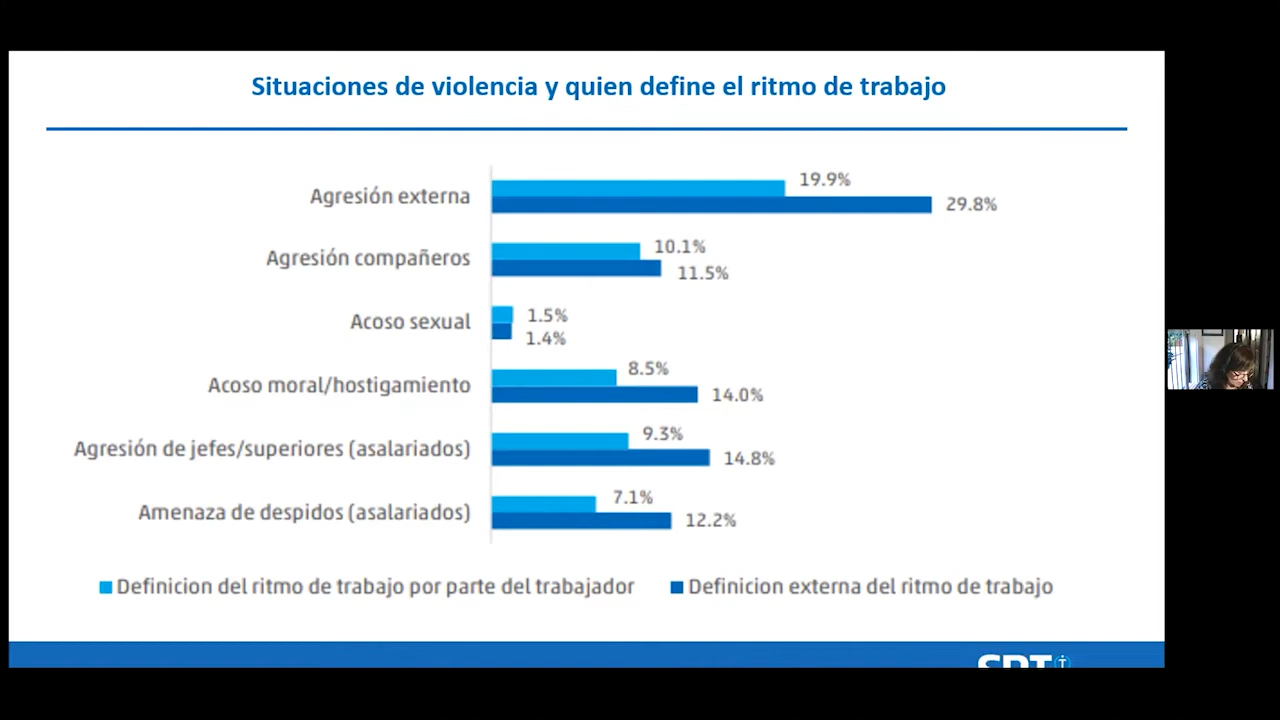 Situaciones de violencia y quien define el ritmo de trabajo
Agresión externa
19.9%
29.8%
Agresión compañeros
10.1%
11.5%
Acoso sexual
1.5%
1.4%
Acoso moral/hostigamiento
8.5%
14.0%
Agresión de jefes/superiores (asalariados)
9.3%
14.8%
Amenaza de despidos (asalariados)
7.1%
12.2%
Definicion del ritmo de trabajo por parte del trabajador
Definicion externa del ritmo de trabajo
SRT